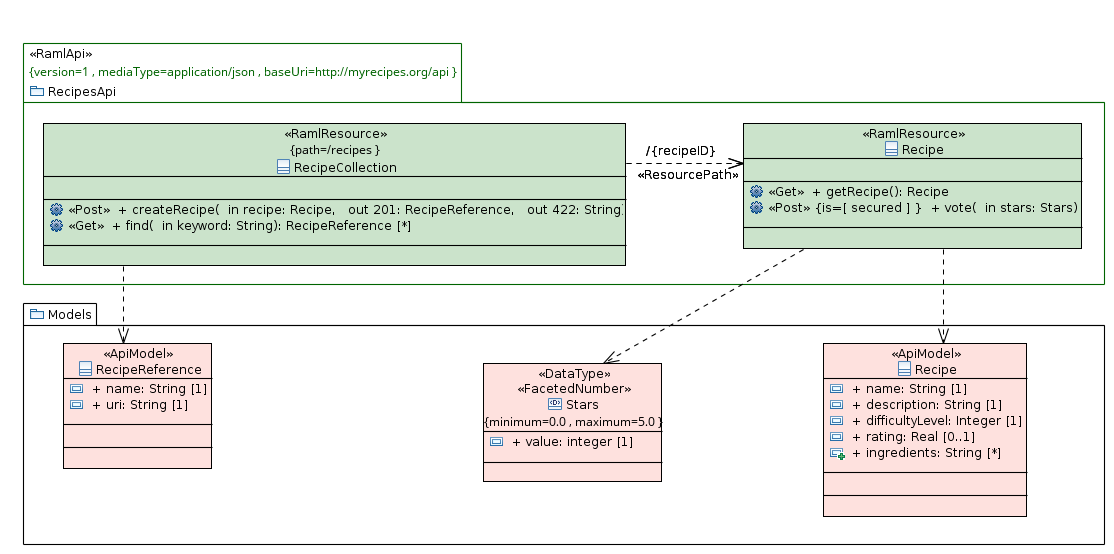 «RamlApi»
{version=1 , mediaType=application/json , baseUri=http://myrecipes.org/api }
RecipesApi
«RamlResource»
{path=/recipes }
RecipeCollection
«Post» + createRecipe( in recipe: Recipe, out 201: RecipeReference, out 422: String)
«Get» + find( in keyword: String): RecipeReference [*]
/{recipeID}
«ResourcePath»
«RamlResource»
Recipe
«Get» + getRecipe(): Recipe
«Post» {is=[ secured ] } + vote( in stars: Stars)
Models
«ApiModel»
RecipeReference
+ name: String [1]
+ uri: String [1]
«DataType»
«FacetedNumber»
<D> Stars
{minimum=0.0 , maximum=5.0 }
+ value: integer [1]
«ApiModel»
Recipe
+ name: String [1]
+ description: String [1]
+ difficultyLevel: Integer [1]
+ rating: Real [0..1]
+ ingredients: String [*]